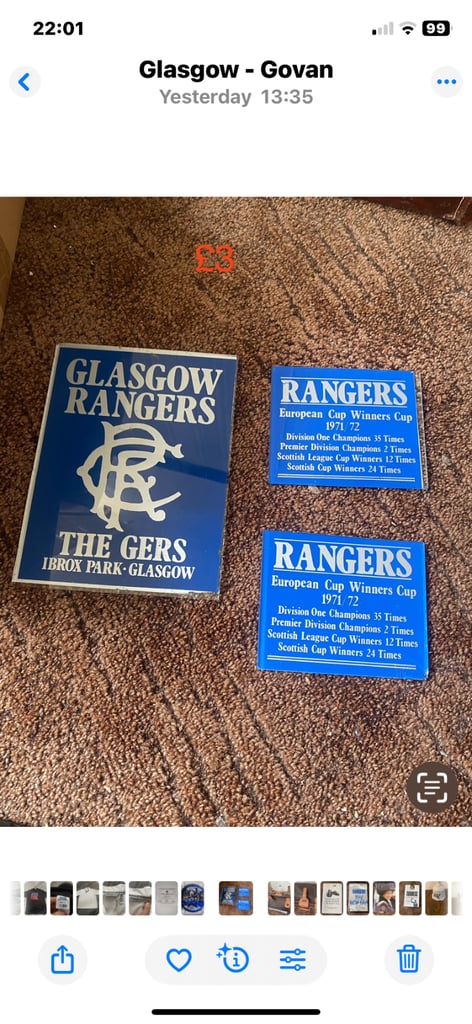 22:01
99
Glasgow - Govan
Yesterday 13:35
£3
GLASGOW
RANGERS
THE GERS
IBROX PARK · GLASGOW
RANGERS
European Cup Winners Cup
1971/72
Division One Champions 35 Times
Premier Division Champions 2 Times
Scottish League Cup Winners 12 Times
Scottish Cup Winners 24 Times
RANGERS
European Cup Winners Cup
1971/72
Division One Champions 35 Times
Premier Division Champions 2 Times
Scottish League Cup Winners 12 Times
Scottish Cup Winners 24 Times